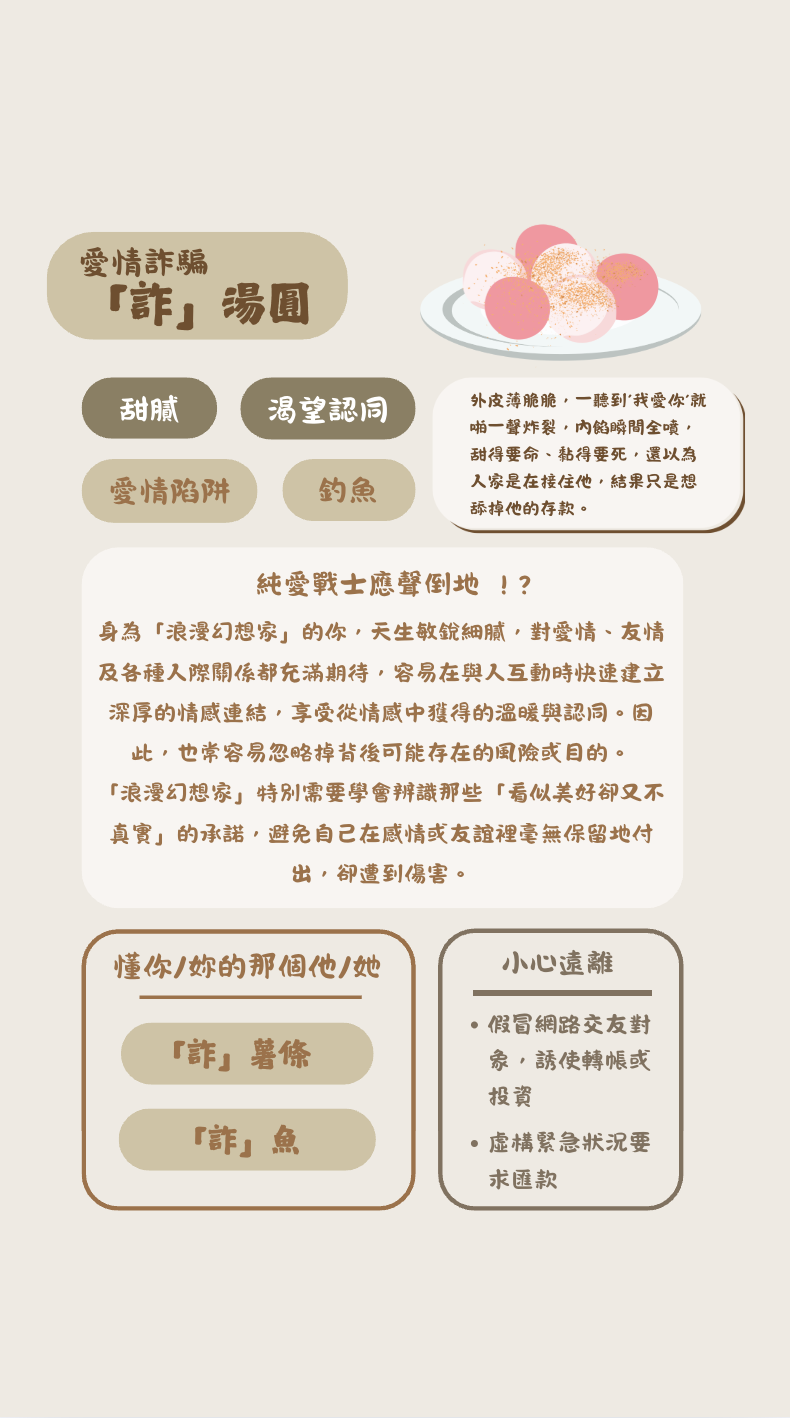 愛情詐騙
「詐」湯圓
甜膩
渴望認同
愛情陷阱
釣魚
外皮薄脆脆，一聽到'我愛你'就
啪一聲炸裂，內餡瞬間全噴，
甜得要命、黏得要死，還以為
人家是在接住他，結果只是想
舔掉他的存款。
純愛戰士應聲倒地 ！？
身為「浪漫幻想家」的你，天生敏銳細膩，對愛情、友情
及各種人際關係都充滿期待，容易在與人互動時快速建立
深厚的情感連結，享受從情感中獲得的溫暖與認同。因
此，也常容易忽略掉背後可能存在的風險或目的。
「浪漫幻想家」特別需要學會辨識那些「看似美好卻又不
真實」的承諾，避免自己在感情或友誼裡毫無保留地付
出，卻遭到傷害。
懂你/妳的那個他/她
「詐」薯條
「詐」魚
小心遠離
• 假冒網路交友對
象，誘使轉帳或
投資
• 虛構緊急狀況要
求匯款